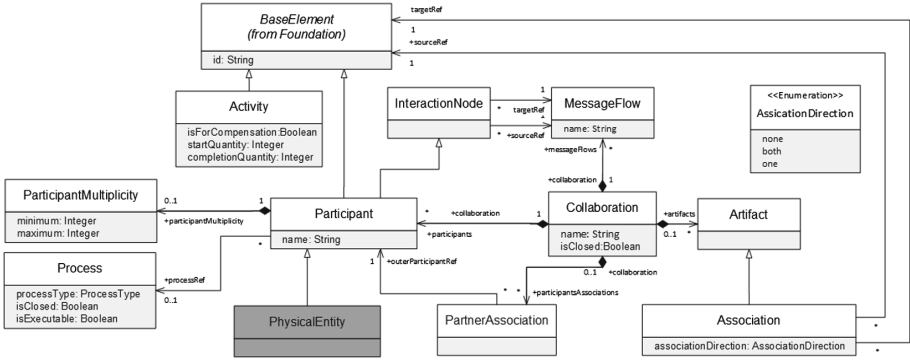 BaseElement
(from Foundation)
id: String
targetRef
1
+sourceRef
1
*
Activity
isForCompensation:Boolean
startQuantity: Integer
completionQuantity: Integer
InteractionNode
1
targetRef
*
*
+sourceRef
MessageFlow
name: String
<<Enumeration>>
AssicationDirection
none
both
one
+messageFlows
*
+collaboration
1
ParticipantMultiplicity
minimum: Integer
maximum: Integer
0..1
+participantMultiplicity
1
Participant
name: String
*
+collaboration
1
+participants
Collaboration
name: String
isClosed:Boolean
+artifacts
0..1
*
Artifact
Process
processType: ProcessType
isClosed: Boolean
isExecutable: Boolean
+processRef
0..1
*
1
+outerParticipantRef
0..1
+collaboration
*
*
+participantsAssociations
PhysicalEntity
PartnerAssociation
Association
associationDirection: AssociationDirection
*
*